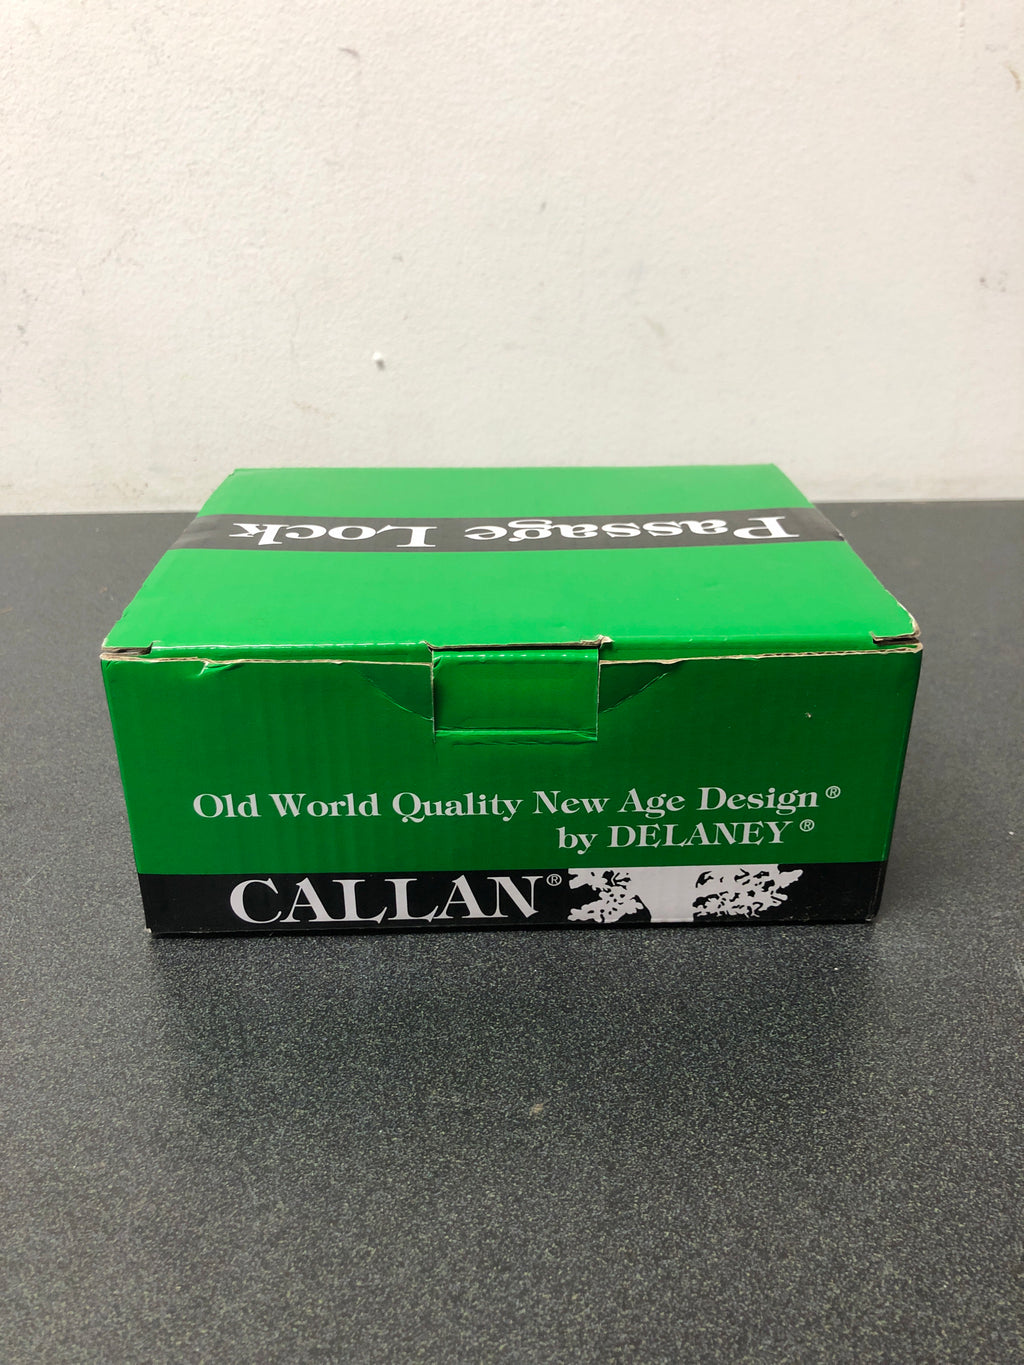 Passage Lock
Old World Quality New Age Design®
by DELANEY®
CALLAN®